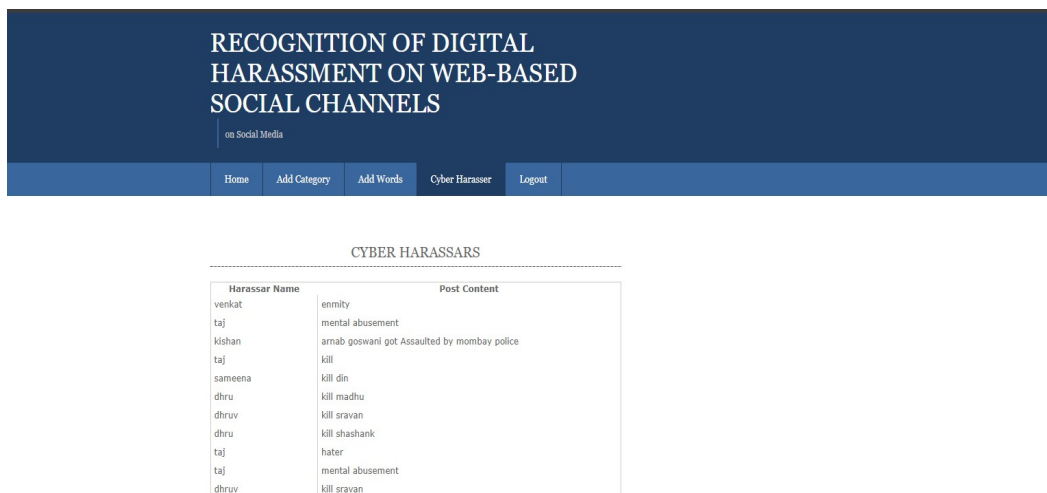 RECOGNITION OF DIGITAL
HARASSMENT ON WEB-BASED
SOCIAL CHANNELS
on Social Media
Home Add Category Add Words Cyber Harasser Logout
CYBER HARASSARS
Harassar Name Post Content
venkat enmity
taj mental abusement
kishan arnab goswani got Assaulted by mombay police
taj kill
sameena kill din
dhru kill madhu
dhruv kill sravan
dhru kill shashank
taj hater
taj mental abusement
dhruv kill sravan